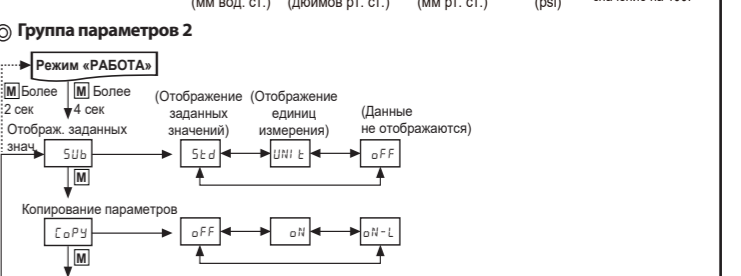 (мм вод. ст.) (дюймов рт. ст.) (мм рт. ст.) (psi)
◎ Группа параметров 2
Режим «РАБОТА»
M Более 2 сек
M Более 4 сек
(Отображение заданных значений)
(Отображение единиц измерения)
(Данные не отображаются)
Отображ. заданных знач.
SUb
Std
UNI t
oFF
M
Копирование параметров
CoPY
oFF
oN
oN-L
M